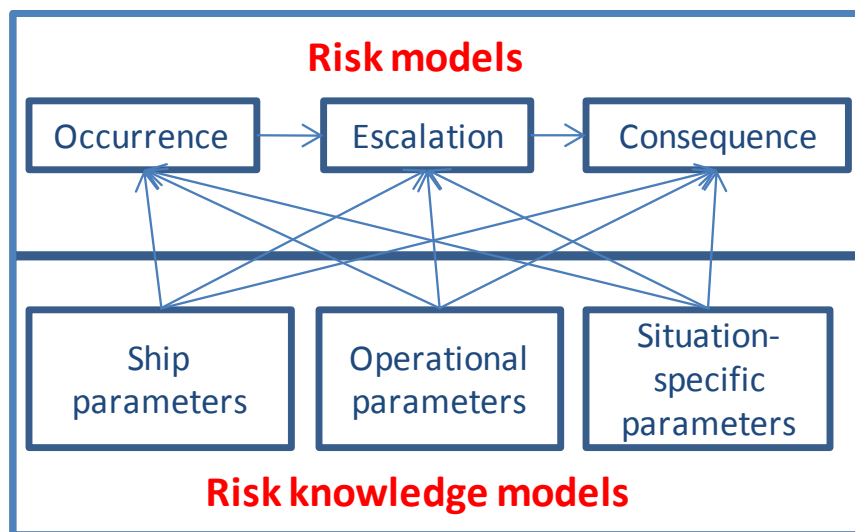 Risk models
Occurrence
Escalation
Consequence
Ship
parameters
Operational
parameters
Situation-
specific
parameters
Risk knowledge models